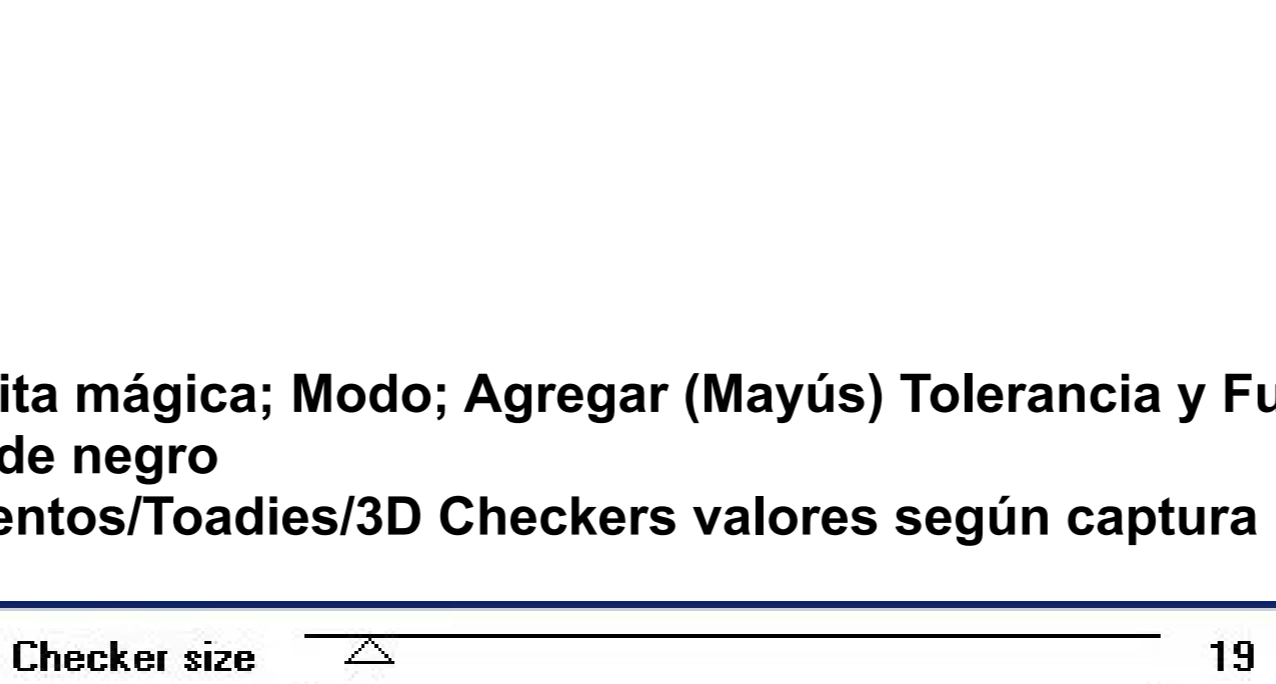 ita mágica; Modo; Agregar (Mayús) Tolerancia y Fu
de negro
entos/Toadies/3D Checkers valores según captura
Checker size 19